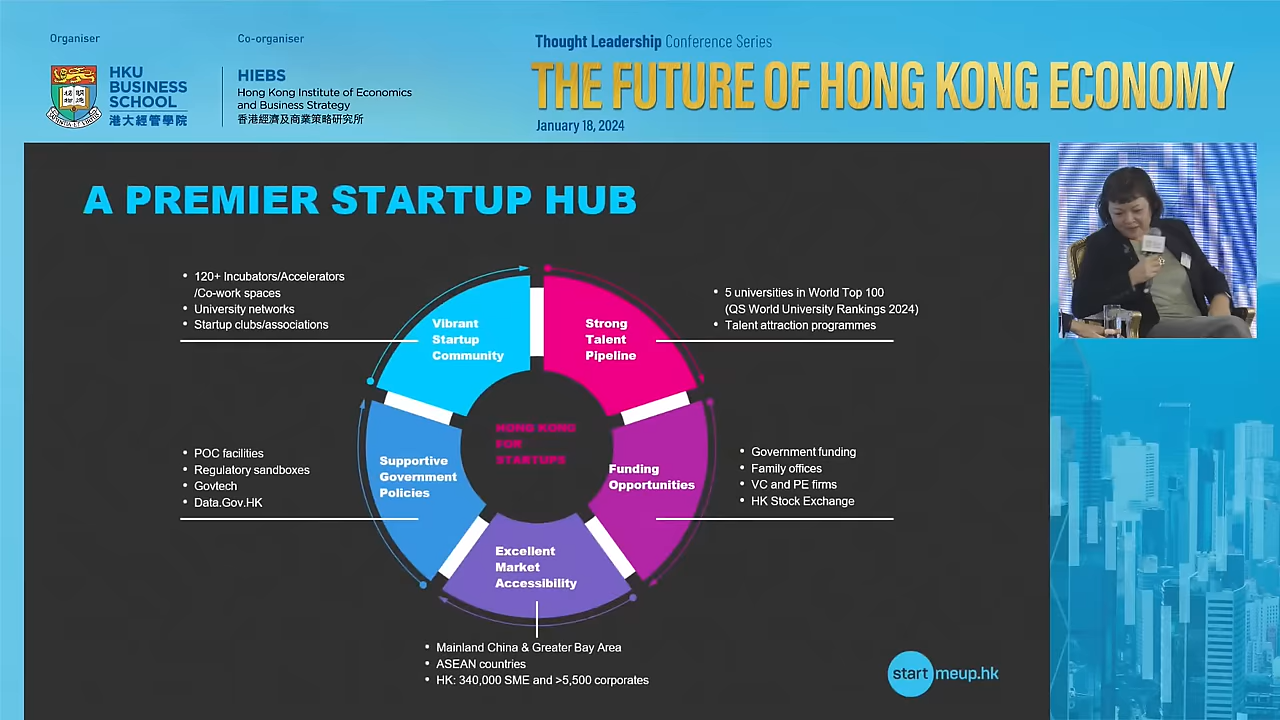 Organiser
Co-organiser
HKU
BUSINESS
SCHOOL
港大經管學院
HIEBS
Hong Kong Institute of Economics
and Business Strategy
香港經濟及商業策略研究所
Thought Leadership Conference Series
THE FUTURE OF HONG KONG ECONOMY
January 18, 2024
A PREMIER STARTUP HUB
• 120+ Incubators/Accelerators
/Co-work spaces
• University networks
• Startup clubs/associations
Vibrant
Startup
Community
Strong
Talent
Pipeline
• 5 universities in World Top 100
(QS World University Rankings 2024)
• Talent attraction programmes
• POC facilities
• Regulatory sandboxes
• Govtech
• Data.Gov.HK
Supportive
Government
Policies
HONG KONG
FOR
STARTUPS
Funding
Opportunities
• Government funding
• Family offices
• VC and PE firms
• HK Stock Exchange
Excellent
Market
Accessibility
• Mainland China & Greater Bay Area
• ASEAN countries
• HK: 340,000 SME and >5,500 corporates
startmeup.hk